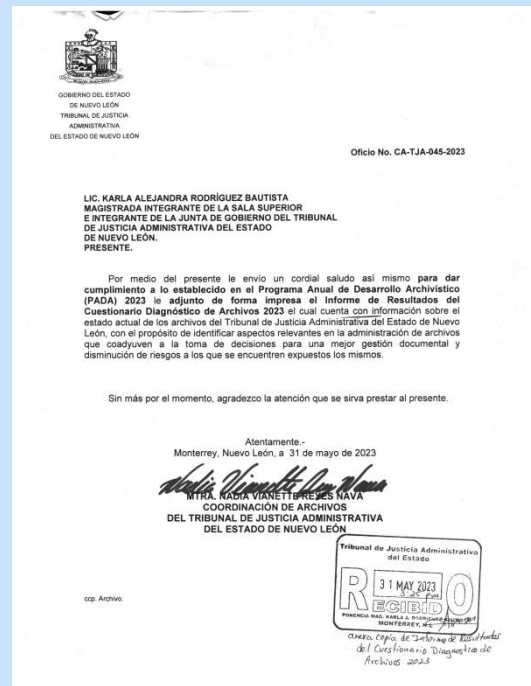 GOBIERNO DEL ESTADO
DE NUEVO LEÓN
TRIBUNAL DE JUSTICIA
ADMINISTRATIVA
DEL ESTADO DE NUEVO LEÓN
Oficio No. CA-TJA-045-2023
LIC. KARLA ALEJANDRA RODRÍGUEZ BAUTISTA
MAGISTRADA INTEGRANTE DE LA SALA SUPERIOR
E INTEGRANTE DE LA JUNTA DE GOBIERNO DEL TRIBUNAL
DE JUSTICIA ADMINISTRATIVA DEL ESTADO
DE NUEVO LEÓN.
PRESENTE.
Por medio del presente le envío un cordial saludo así mismo para dar
cumplimiento a lo establecido en el Programa Anual de Desarrollo Archivístico
(PADA) 2023 le adjunto de forma impresa el Informe de Resultados del
Cuestionario Diagnóstico de Archivos 2023 el cual cuenta con información sobre el
estado actual de los archivos del Tribunal de Justicia Administrativa del Estado de Nuevo
León, con el propósito de identificar aspectos relevantes en la administración de archivos
que coadyuven a la toma de decisiones para una mejor gestión documental y
disminución de riesgos a los que se encuentren expuestos los mismos.
Sin más por el momento, agradezco la atención que se sirva prestar al presente.
Atentamente.-
Monterrey, Nuevo León, a 31 de mayo de 2023
MTRA. NADIA VIANETTE REYES NAVA
COORDINACIÓN DE ARCHIVOS
DEL TRIBUNAL DE JUSTICIA ADMINISTRATIVA
DEL ESTADO DE NUEVO LEÓN
Tribunal de Justicia Administrativa
del Estado
31 MAY 2023
3:25 pm
RECIBIDO
PONENCIA MAG. KARLA A. RODRÍGUEZ
MONTERREY, N.L.
ccp. Archivo.
anexa copia de Informe de Resultados
del Cuestionario Diagnostico de
Archivos 2023